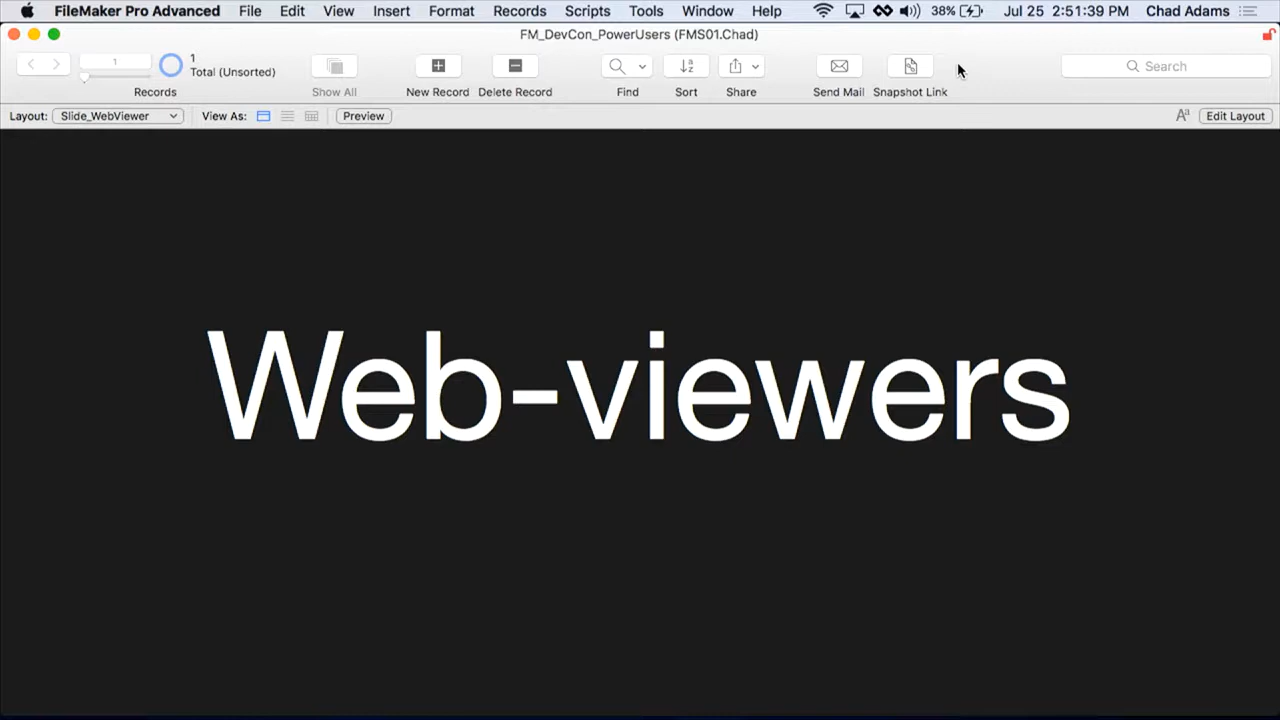 FileMaker Pro Advanced File Edit View Insert Format Records Scripts Tools Window Help 38% Jul 25 2:51:39 PM Chad Adams
FM_DevCon_PowerUsers (FMS01.Chad)
1
1
Total (Unsorted)
Records
Show All
New Record
Delete Record
Find
Sort
Share
Send Mail
Snapshot Link
Search
Layout: Slide_WebViewer View As: Preview Aa Edit Layout
Web-viewers